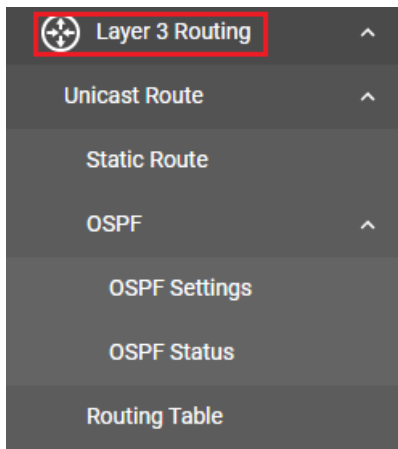 Layer 3 Routing
Unicast Route
Static Route
OSPF
OSPF Settings
OSPF Status
Routing Table